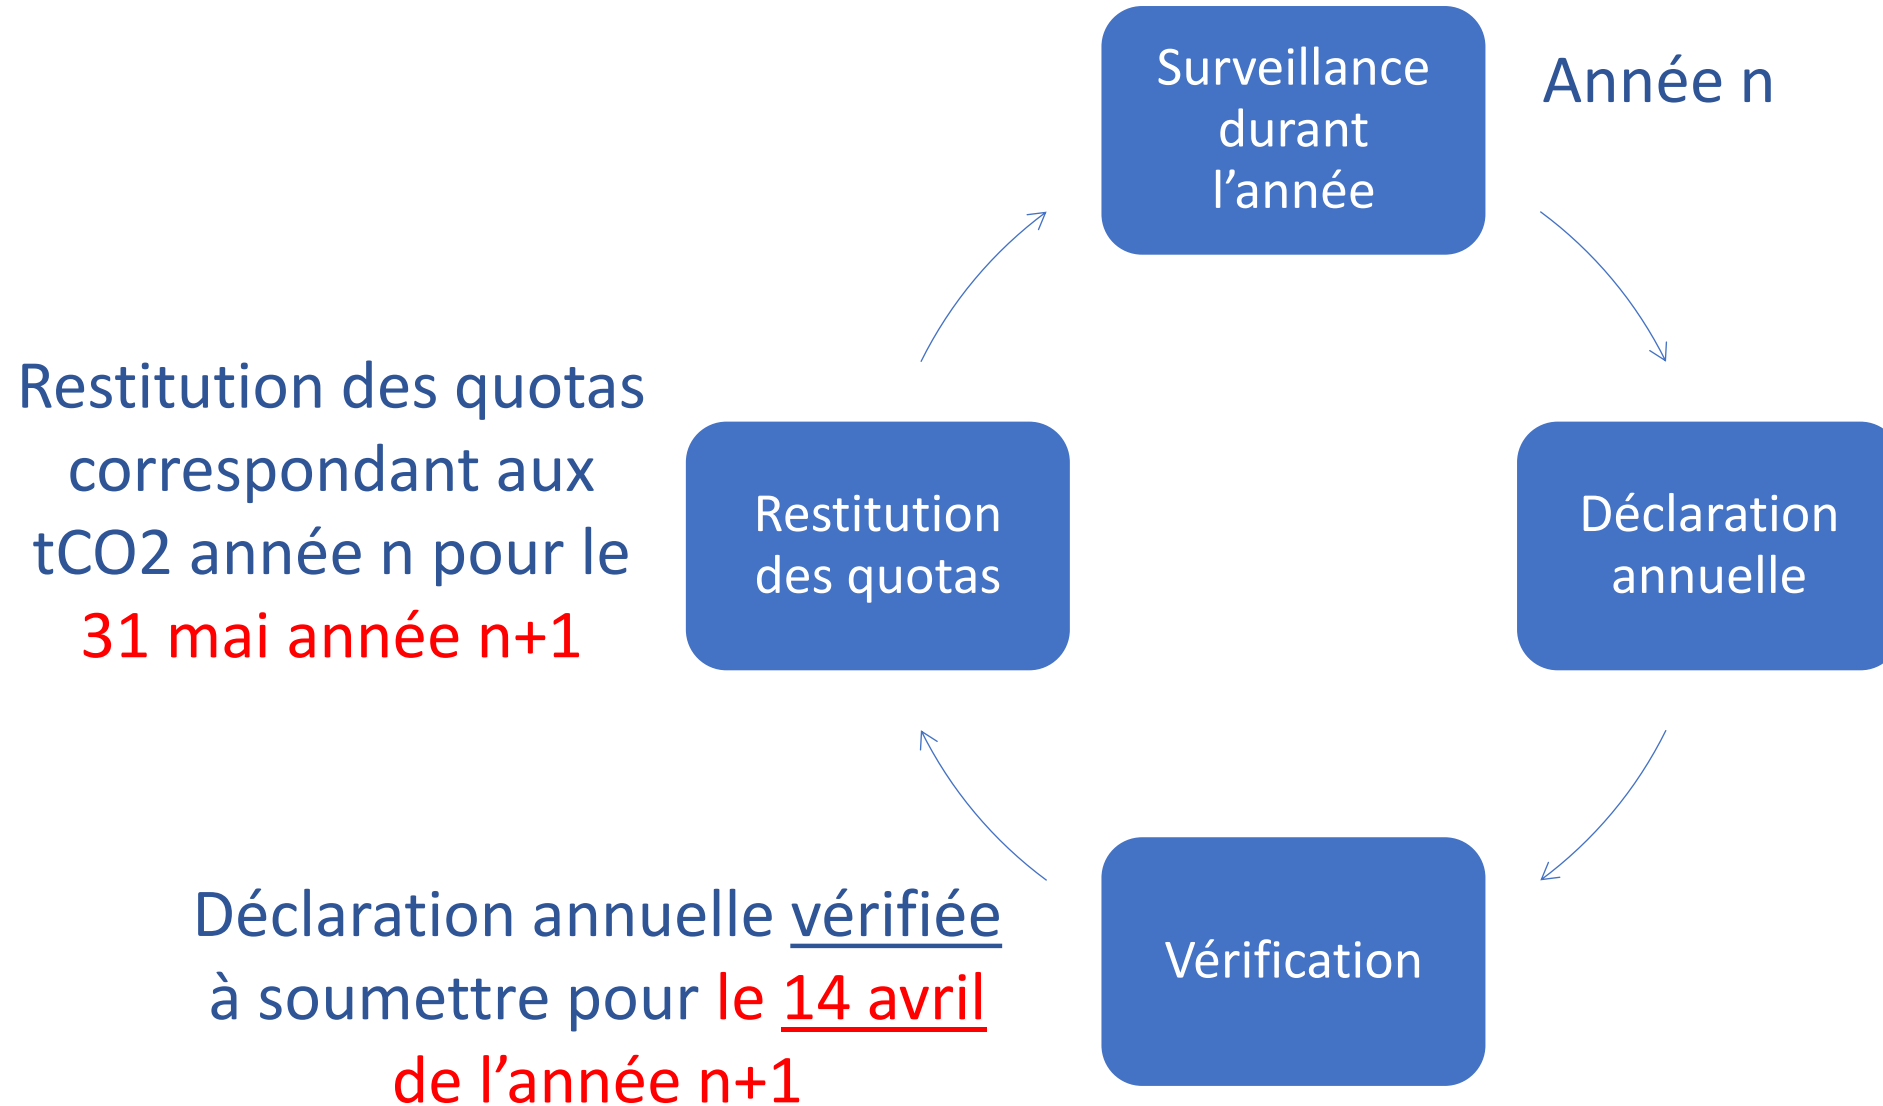 Surveillance
durant
l’année
Année n
Restitution des quotas
correspondant aux
tCO2 année n pour le
31 mai année n+1
Restitution
des quotas
Déclaration
annuelle
Déclaration annuelle vérifiée
à soumettre pour le 14 avril
de l’année n+1
Vérification